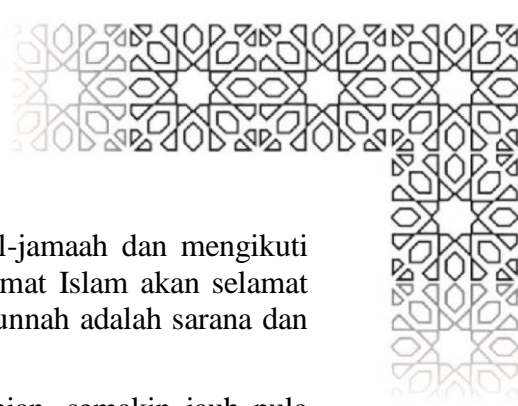 l-jamaah dan mengikuti
mat Islam akan selamat
unnah adalah sarana dan